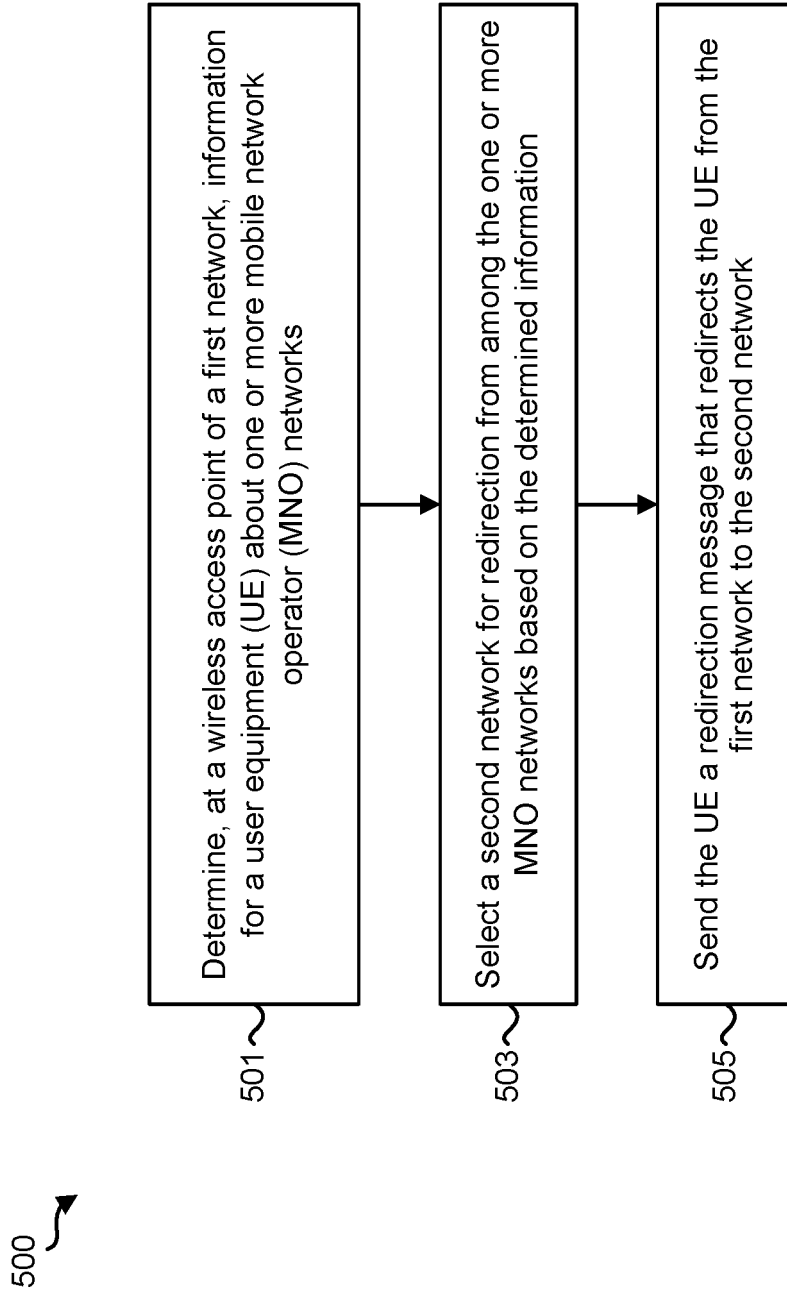 500
501
Determine, at a wireless access point of a first network, information
for a user equipment (UE) about one or more mobile network
operator (MNO) networks
503
Select a second network for redirection from among the one or more
MNO networks based on the determined information
505
Send the UE a redirection message that redirects the UE from the
first network to the second network